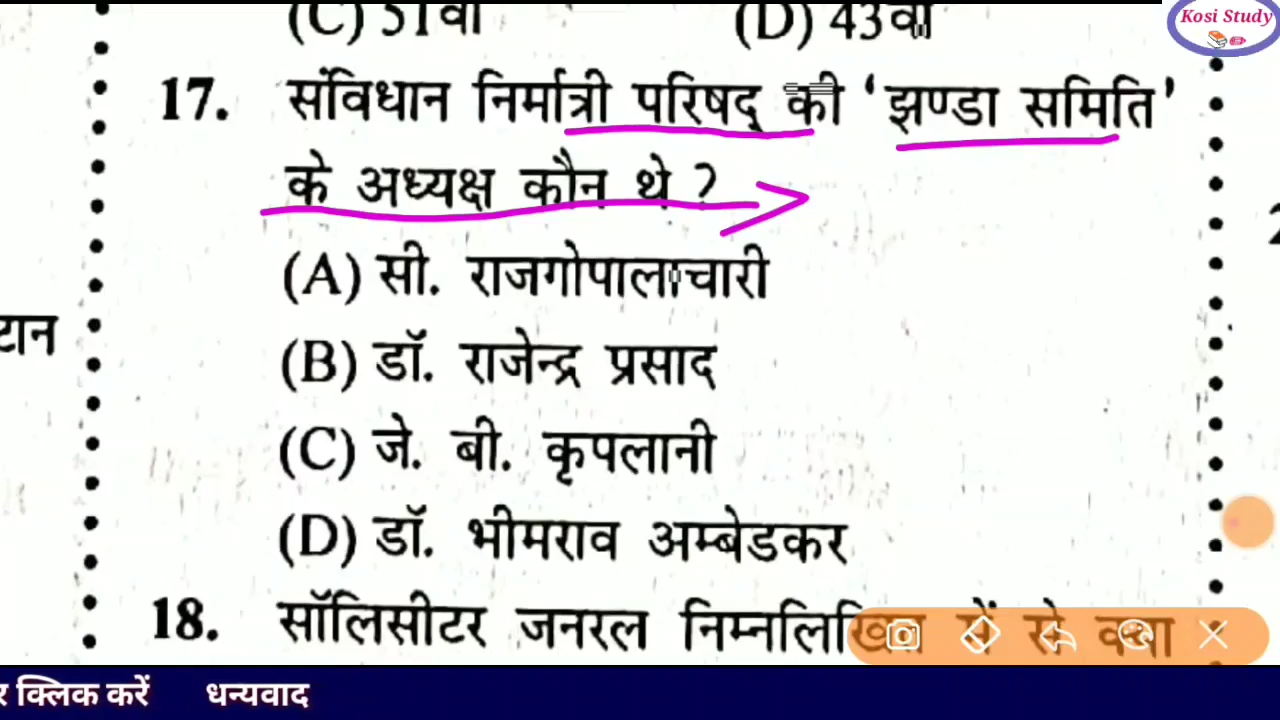 (C) 51वां (D) 43वां
Kosi Study
17. संविधान निर्मात्री परिषद् की ‘झण्डा समिति’
के अध्यक्ष कौन थे ?
(A) सी. राजगोपालाचारी
(B) डॉ. राजेन्द्र प्रसाद
(C) जे. बी. कृपलानी
(D) डॉ. भीमराव अम्बेडकर
18. सॉलिसीटर जनरल निम्नलिखित में से क्या
क्लिक करें धन्यवाद